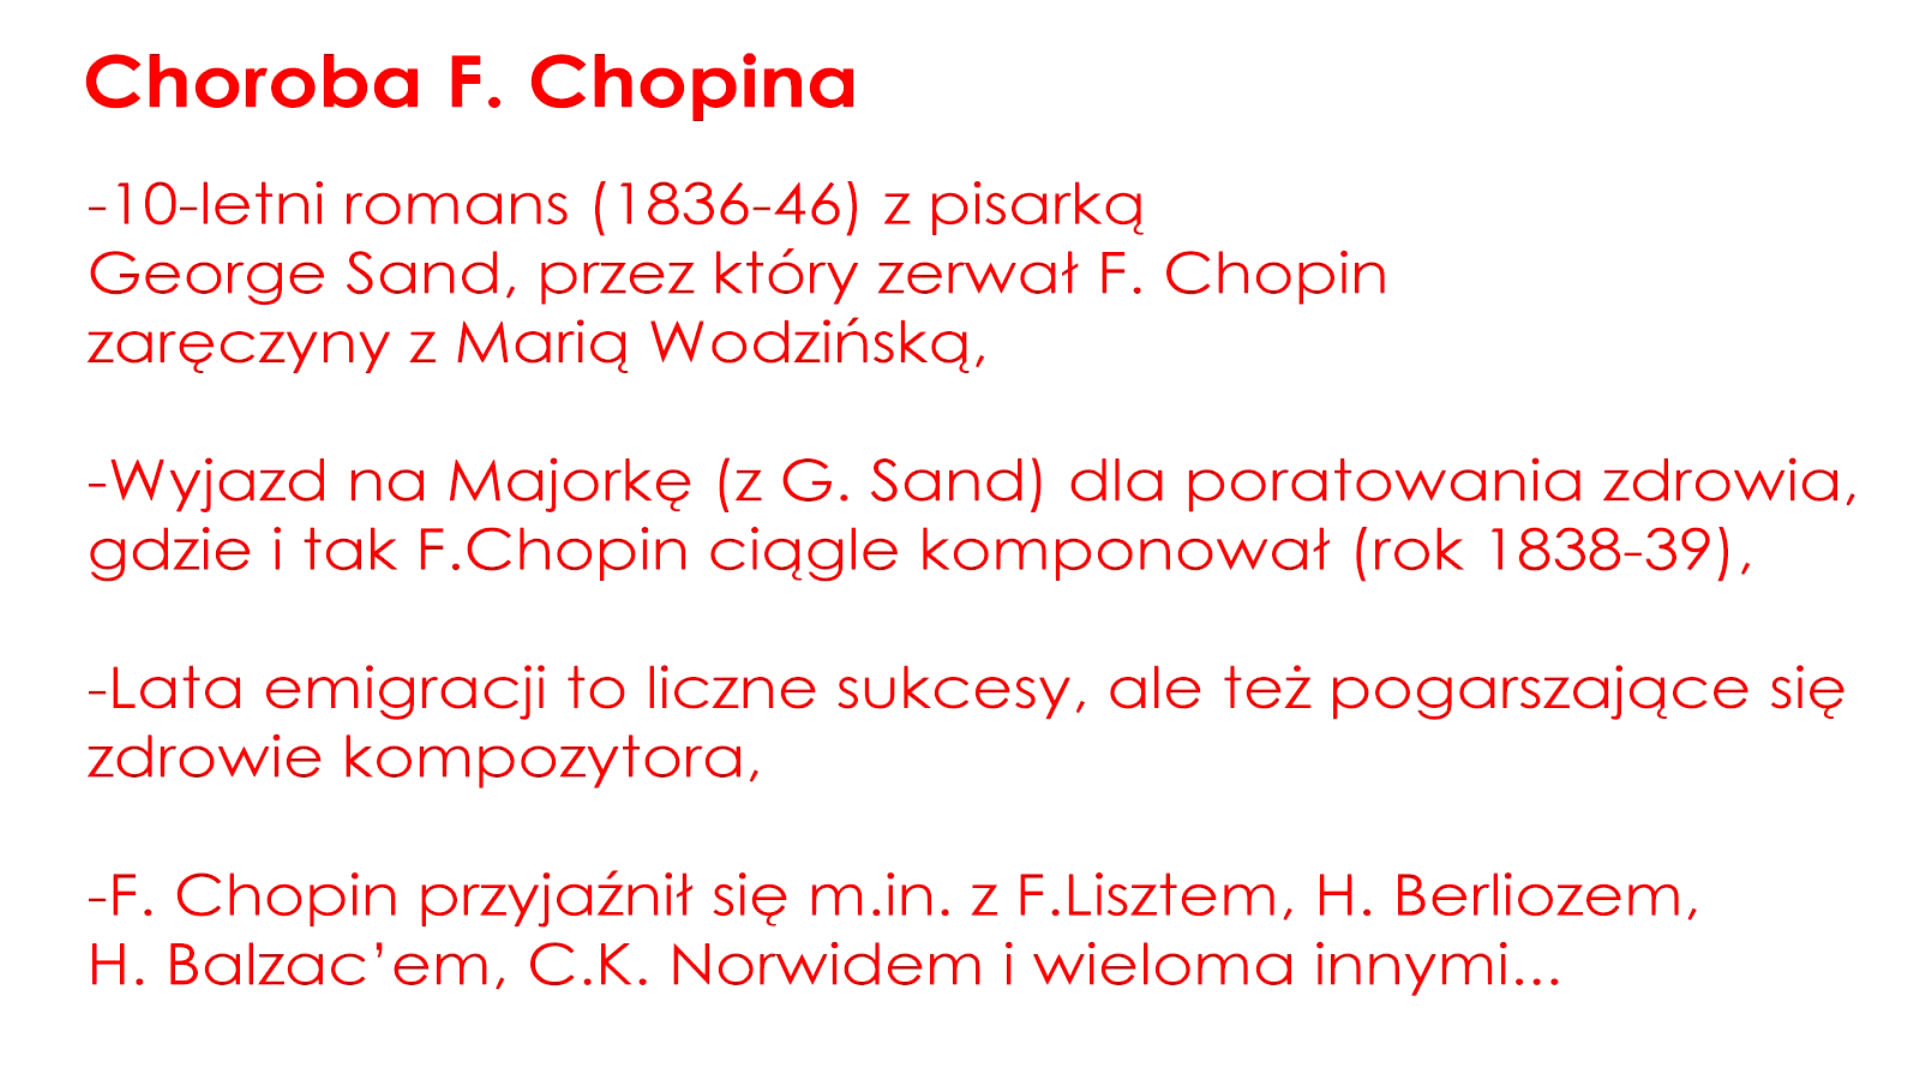 Choroba F. Chopina
-10-letni romans (1836-46) z pisarką
George Sand, przez który zerwał F. Chopin
zaręczyny z Marią Wodzińską,
-Wyjazd na Majorkę (z G. Sand) dla poratowania zdrowia,
gdzie i tak F.Chopin ciągle komponował (rok 1838-39),
-Lata emigracji to liczne sukcesy, ale też pogarszające się
zdrowie kompozytora,
-F. Chopin przyjaźnił się m.in. z F.Lisztem, H. Berliozem,
H. Balzac’em, C.K. Norwidem i wieloma innymi...